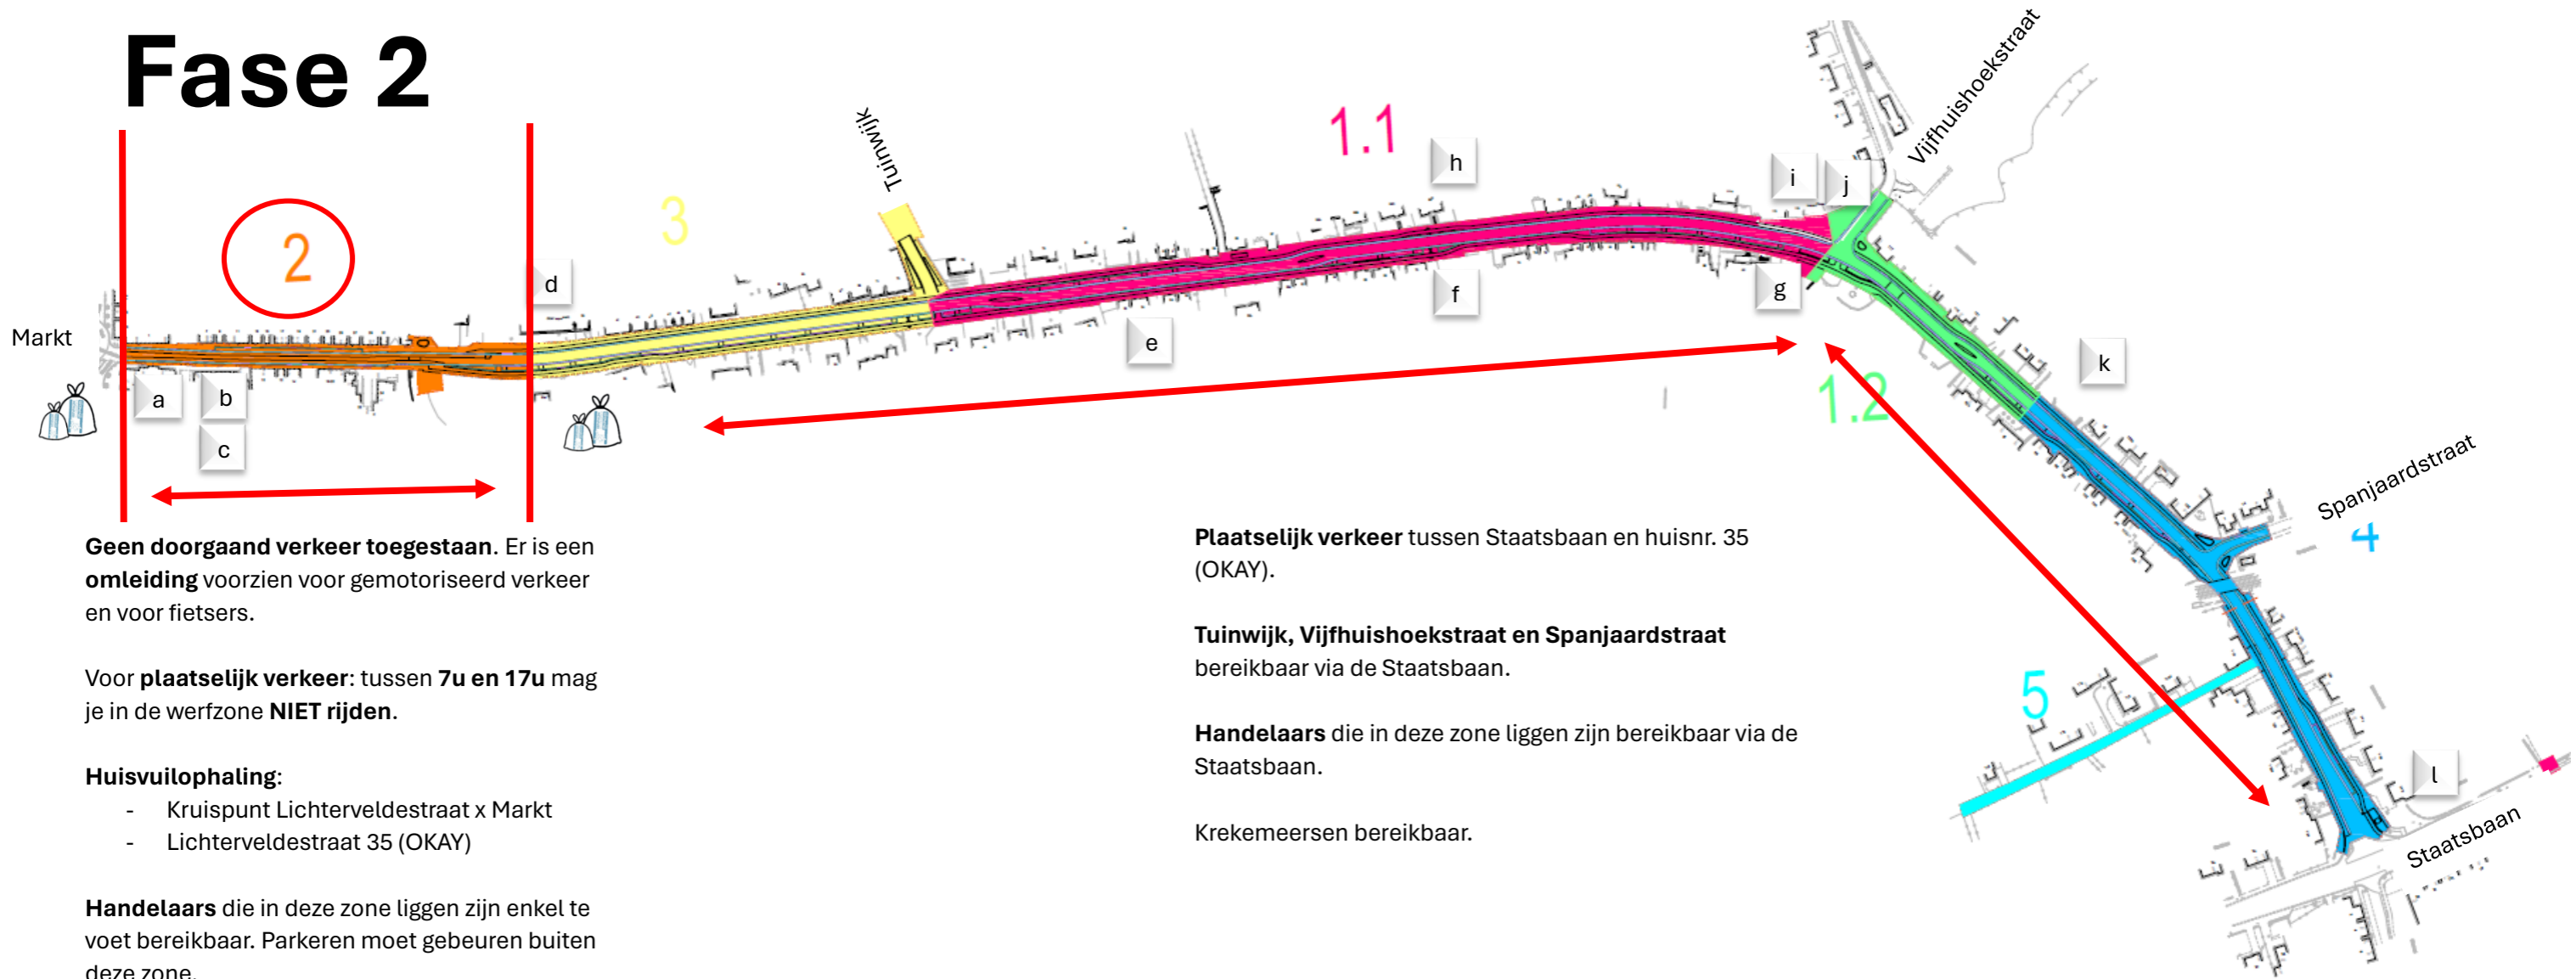 Fase 2
Markt
2
3
Tuinwijk
1.1
Vijfhuishoekstraat
a
b
c
d
e
f
g
h
i
j
k
l
1.2
Spanjaardstraat
4
5
Staatsbaan
Geen doorgaand verkeer toegestaan. Er is een
omleiding voorzien voor gemotoriseerd verkeer
en voor fietsers.
Voor plaatselijk verkeer: tussen 7u en 17u mag
je in de werfzone NIET rijden.
Huisvuilophaling:
- Kruispunt Lichterveldestraat x Markt
- Lichterveldestraat 35 (OKAY)
Handelaars die in deze zone liggen zijn enkel te
voet bereikbaar. Parkeren moet gebeuren buiten
deze zone.
Plaatselijk verkeer tussen Staatsbaan en huisnr. 35
(OKAY).
Tuinwijk, Vijfhuishoekstraat en Spanjaardstraat
bereikbaar via de Staatsbaan.
Handelaars die in deze zone liggen zijn bereikbaar via de
Staatsbaan.
Krekemeersen bereikbaar.